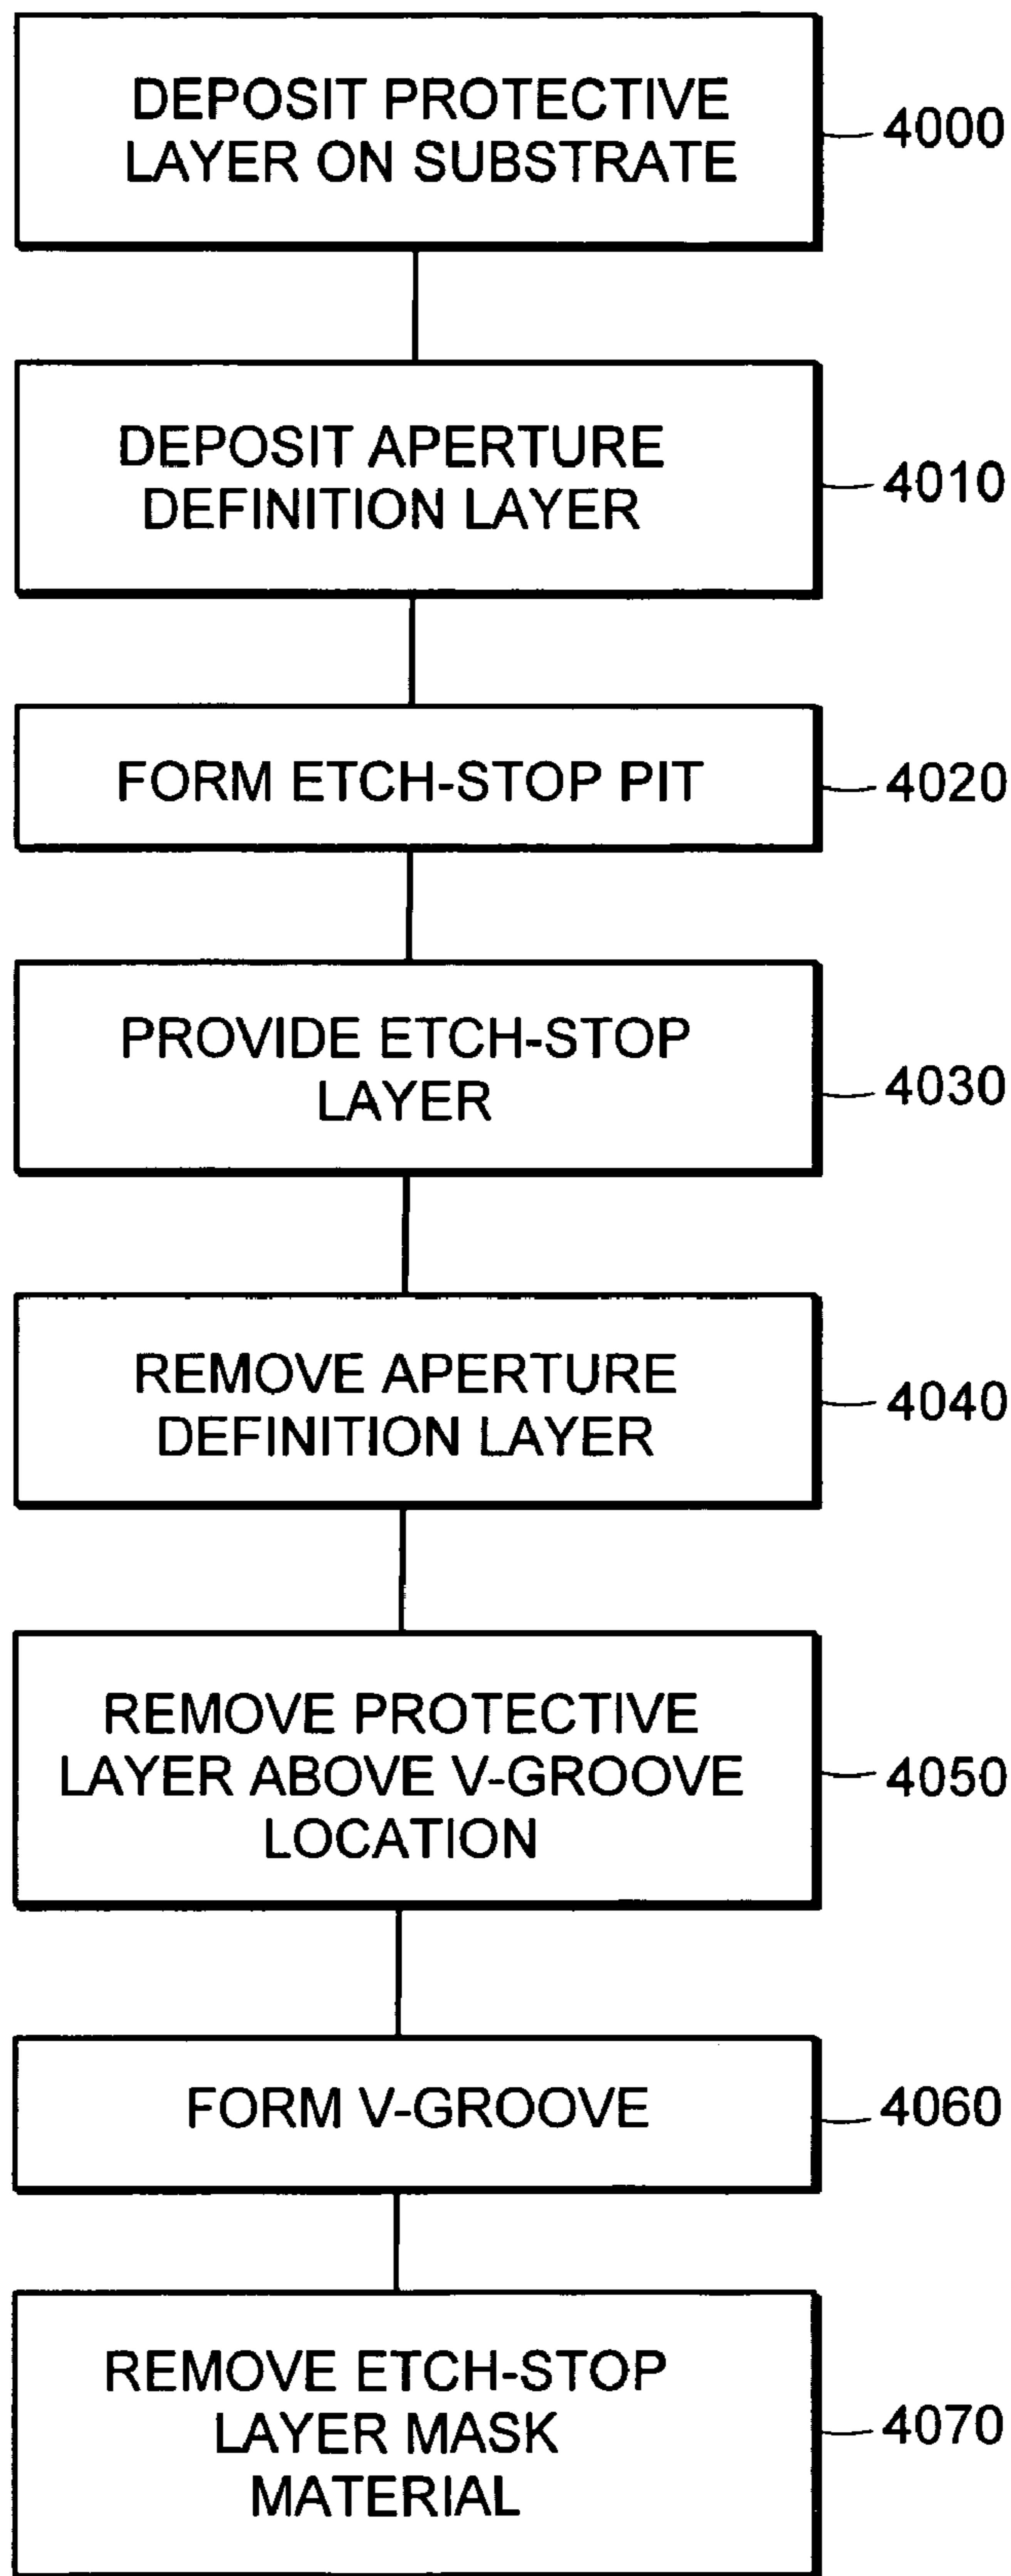 DEPOSIT PROTECTIVE
LAYER ON SUBSTRATE
4000
DEPOSIT APERTURE
DEFINITION LAYER
4010
FORM ETCH-STOP PIT
4020
PROVIDE ETCH-STOP
LAYER
4030
REMOVE APERTURE
DEFINITION LAYER
4040
REMOVE PROTECTIVE
LAYER ABOVE V-GROOVE
LOCATION
4050
FORM V-GROOVE
4060
REMOVE ETCH-STOP
LAYER MASK
MATERIAL
4070